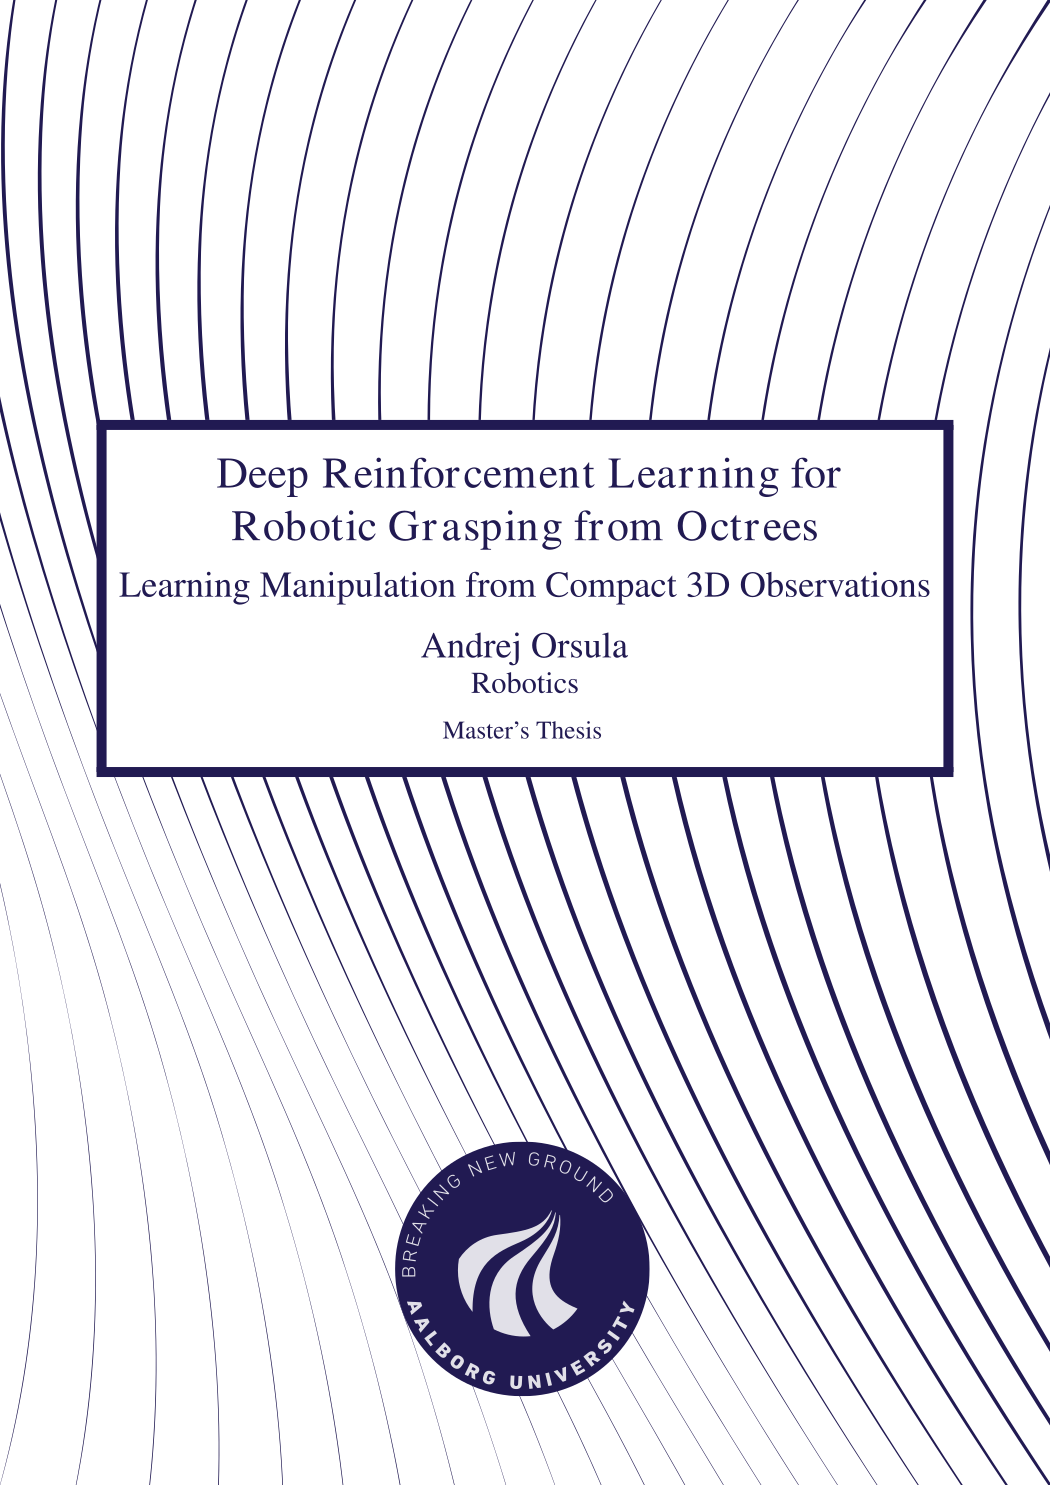 Deep Reinforcement Learning for
Robotic Grasping from Octrees
Learning Manipulation from Compact 3D Observations
Andrej Orsula
Robotics
Master's Thesis
BREAKING NEW GROUND
AALBORG UNIVERSITY